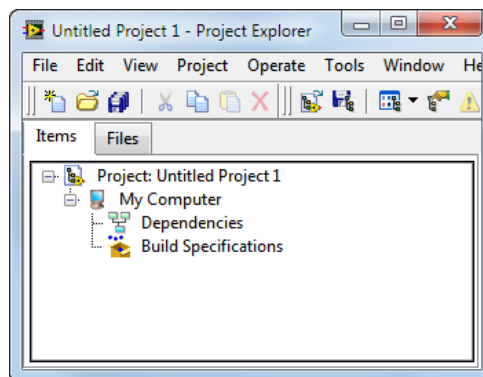 Untitled Project 1 - Project Explorer
File Edit View Project Operate Tools Window He
Items Files
Project: Untitled Project 1
My Computer
Dependencies
Build Specifications